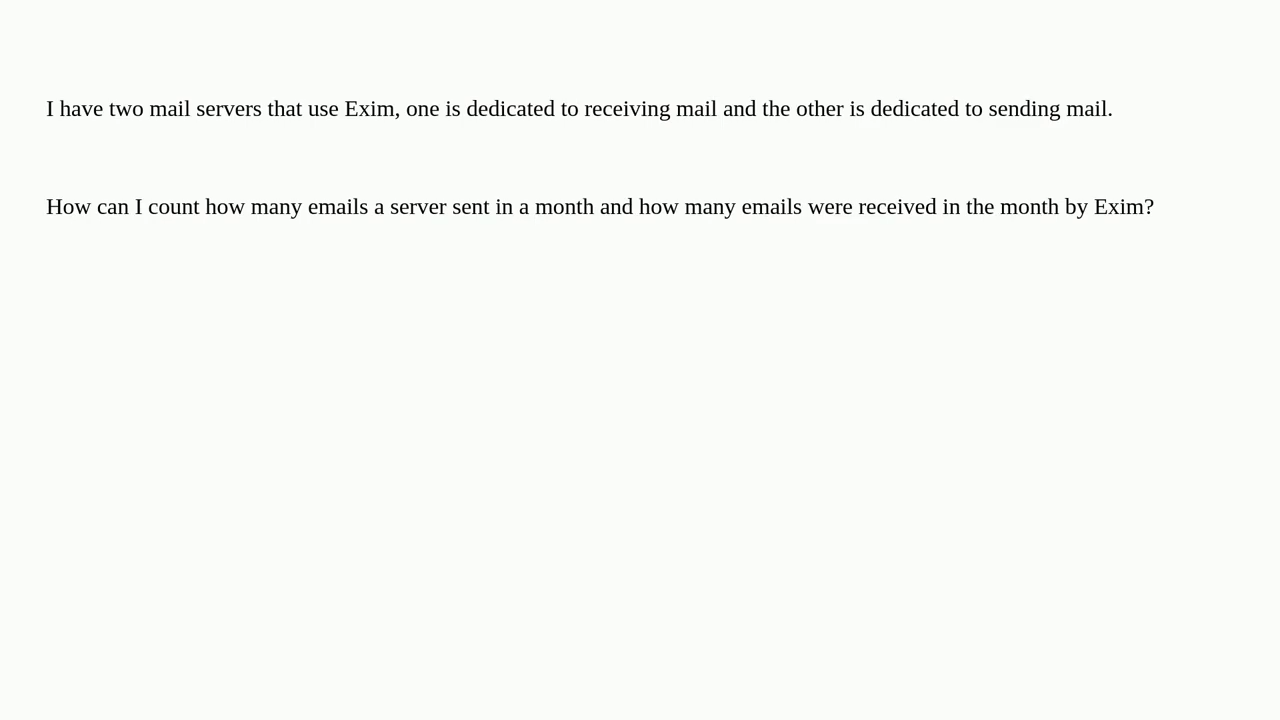 I have two mail servers that use Exim, one is dedicated to receiving mail and the other is dedicated to sending mail.
How can I count how many emails a server sent in a month and how many emails were received in the month by Exim?